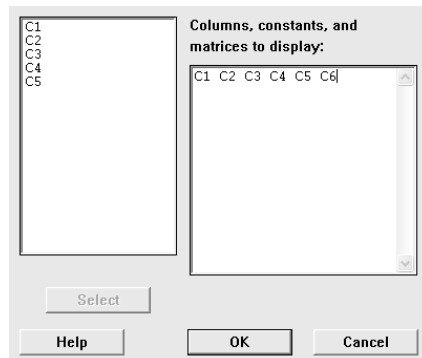 C1
C2
C3
C4
C5
Columns, constants, and
matrices to display:
C1 C2 C3 C4 C5 C6
Select
Help
OK
Cancel